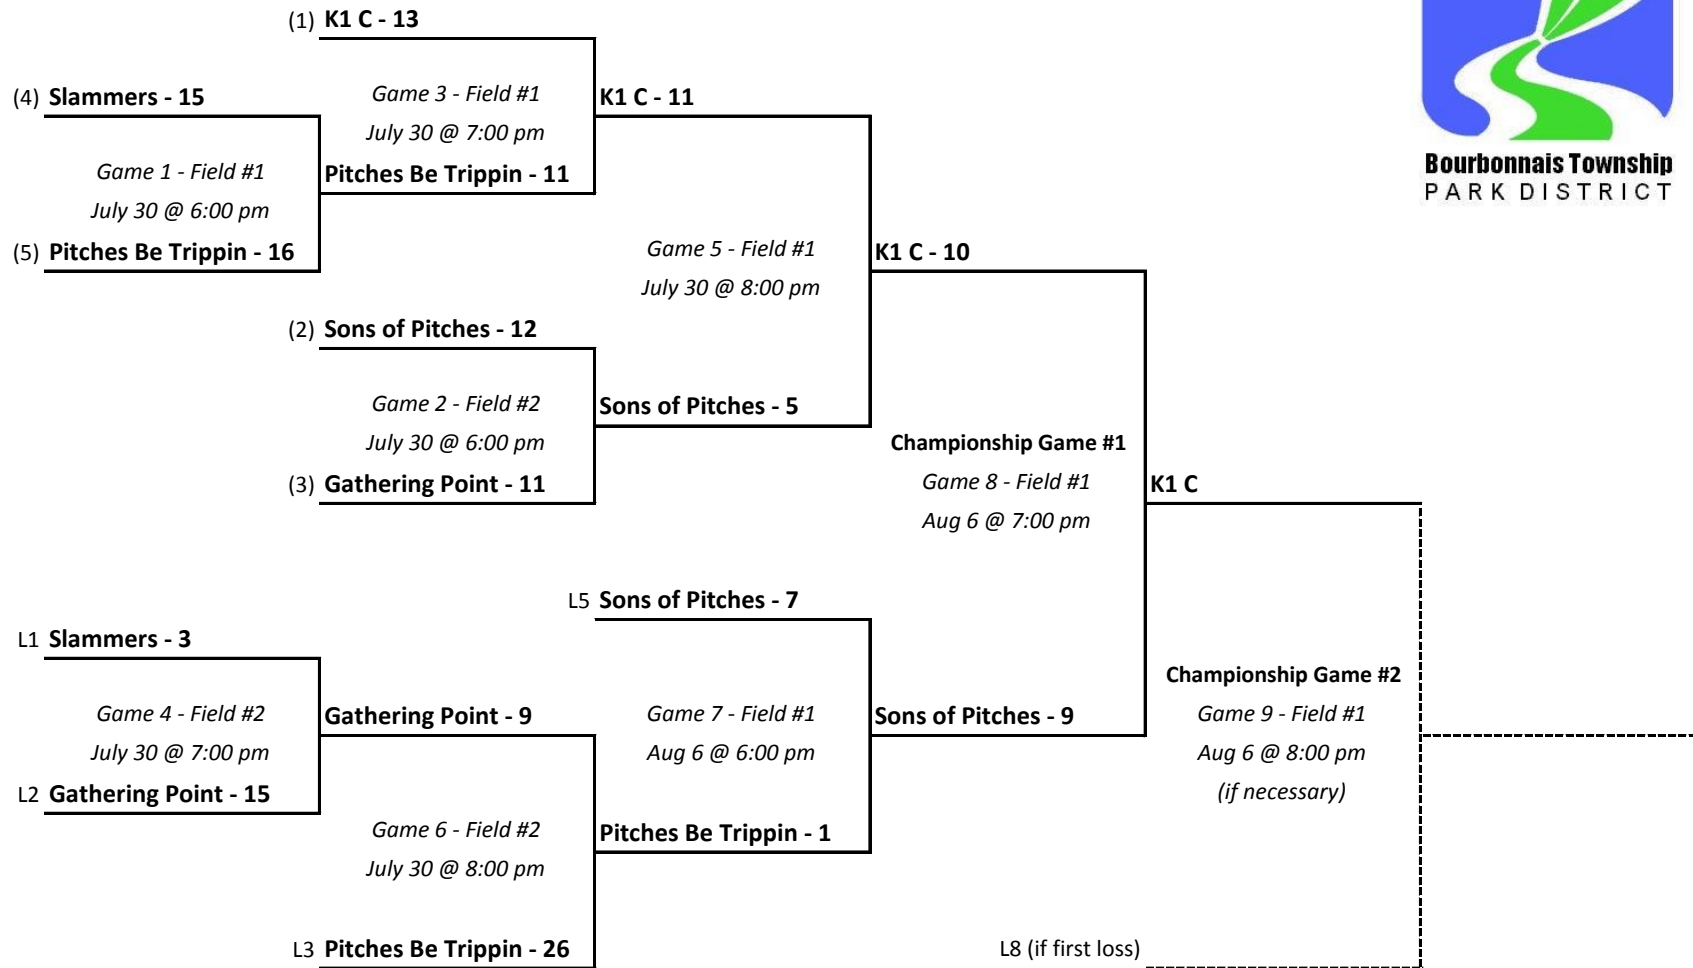 (1) K1 C - 13
(4) Slammers - 15
Game 3 - Field #1
July 30 @ 7:00 pm
K1 C - 11
Game 1 - Field #1
July 30 @ 6:00 pm
Pitches Be Trippin - 11
Bourbonnais Township
PARK DISTRICT
(5) Pitches Be Trippin - 16
Game 5 - Field #1
July 30 @ 8:00 pm
K1 C - 10
(2) Sons of Pitches - 12
Game 2 - Field #2
July 30 @ 6:00 pm
Sons of Pitches - 5
(3) Gathering Point - 11
Championship Game #1
Game 8 - Field #1
Aug 6 @ 7:00 pm
K1 C
L5 Sons of Pitches - 7
L1 Slammers - 3
Game 4 - Field #2
July 30 @ 7:00 pm
Gathering Point - 9
Game 7 - Field #1
Aug 6 @ 6:00 pm
Sons of Pitches - 9
Championship Game #2
Game 9 - Field #1
Aug 6 @ 8:00 pm
(if necessary)
L2 Gathering Point - 15
Game 6 - Field #2
July 30 @ 8:00 pm
Pitches Be Trippin - 1
L3 Pitches Be Trippin - 26
L8 (if first loss)